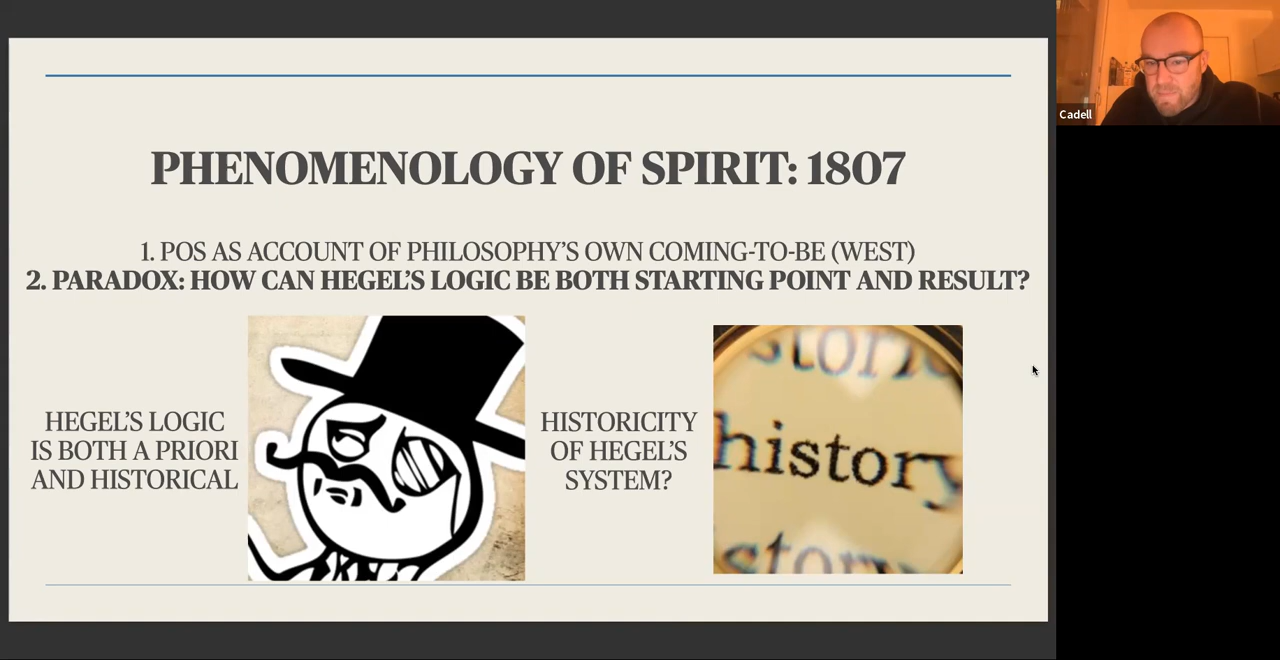 PHENOMENOLOGY OF SPIRIT: 1807
1. POS AS ACCOUNT OF PHILOSOPHY'S OWN COMING-TO-BE (WEST)
2. PARADOX: HOW CAN HEGEL'S LOGIC BE BOTH STARTING POINT AND RESULT?
HEGEL'S LOGIC
IS BOTH A PRIORI
AND HISTORICAL
HISTORICITY
OF HEGEL'S
SYSTEM?
history
Cadell